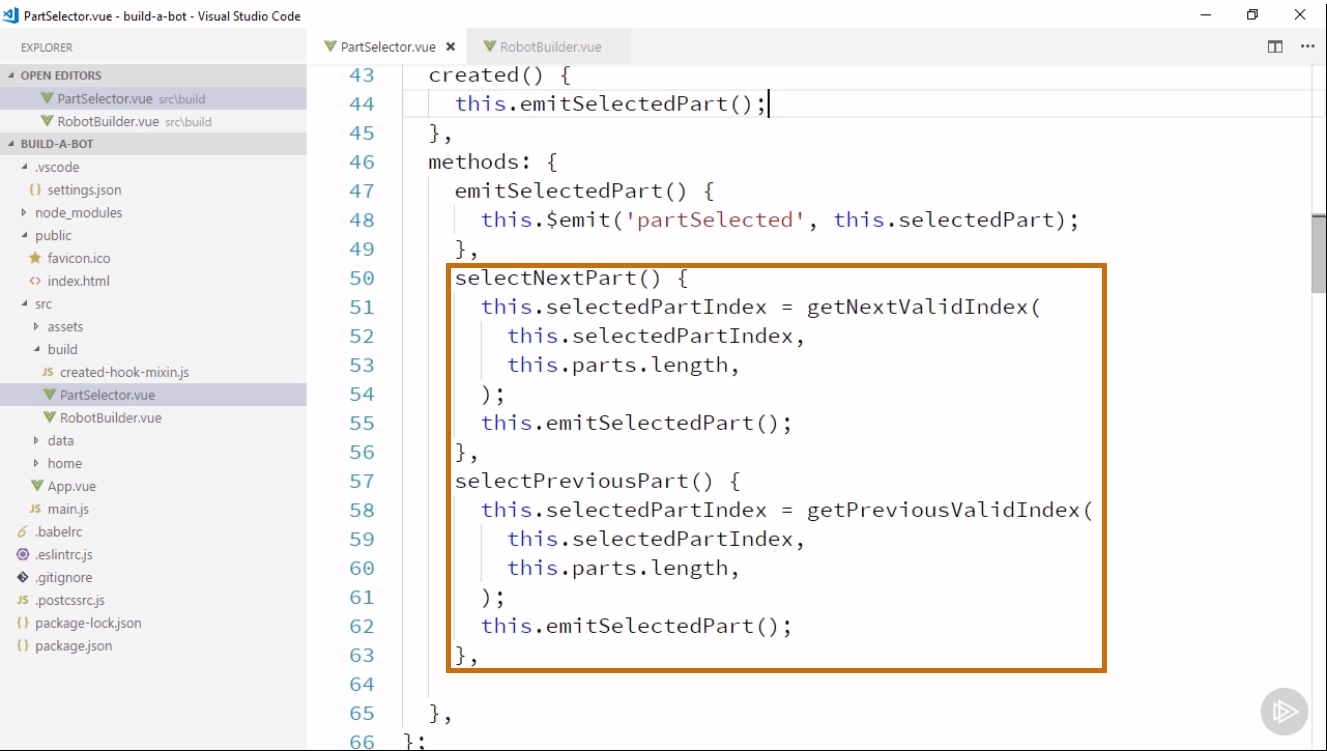 PartSelector.vue - build-a-bot - Visual Studio Code
EXPLORER
PartSelector.vue
RobotBuilder.vue
OPEN EDITORS
PartSelector.vue src\build
RobotBuilder.vue src\build
BUILD-A-BOT
.vscode
{} settings.json
node_modules
public
favicon.ico
<> index.html
src
assets
build
JS created-hook-mixin.js
PartSelector.vue
RobotBuilder.vue
data
home
App.vue
JS main.js
.babelrc
.eslintrc.js
.gitignore
JS .postcssrc.js
{} package-lock.json
{} package.json
43 created() {
44 this.emitSelectedPart();
45 },
46 methods: {
47 emitSelectedPart() {
48 this.$emit('partSelected', this.selectedPart);
49 },
50 selectNextPart() {
51 this.selectedPartIndex = getNextValidIndex(
52 this.selectedPartIndex,
53 this.parts.length,
54 );
55 this.emitSelectedPart();
56 },
57 selectPreviousPart() {
58 this.selectedPartIndex = getPreviousValidIndex(
59 this.selectedPartIndex,
60 this.parts.length,
61 );
62 this.emitSelectedPart();
63 },
64
65 },
66 };